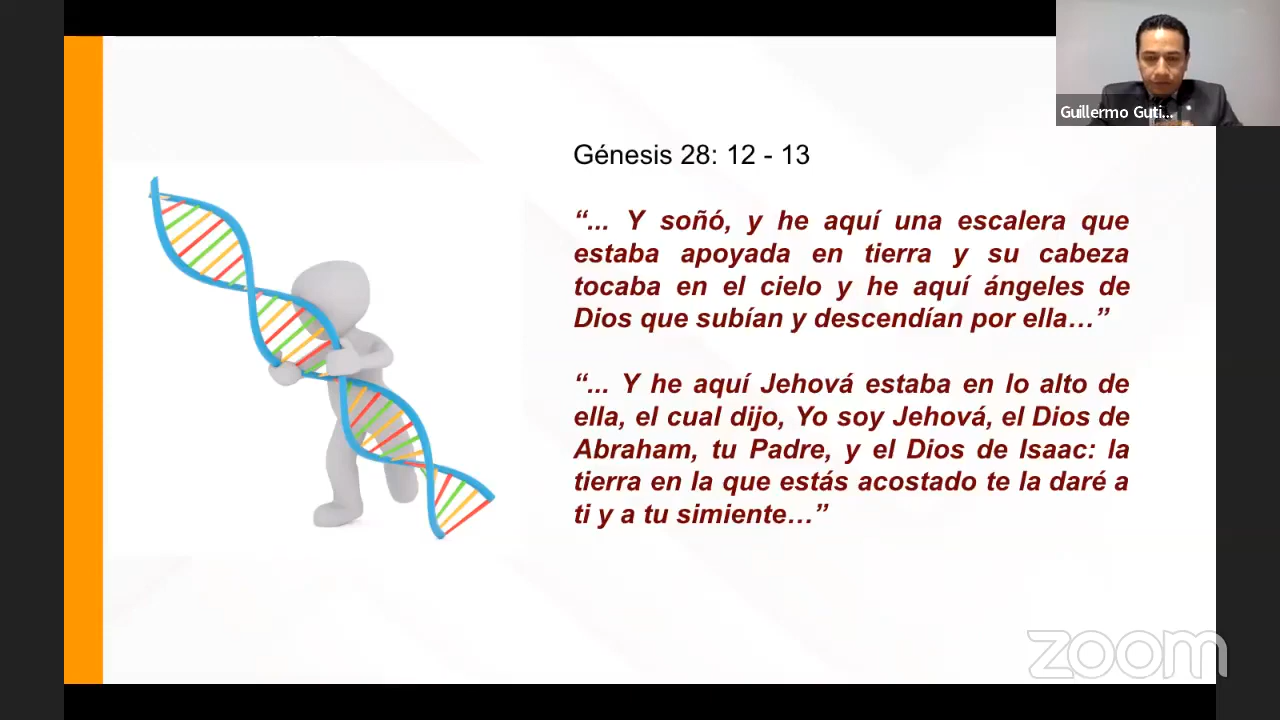 Guillermo Guti...
Génesis 28: 12 - 13
“... Y soñó, y he aquí una escalera que
estaba apoyada en tierra y su cabeza
tocaba en el cielo y he aquí ángeles de
Dios que subían y descendían por ella…”
“... Y he aquí Jehová estaba en lo alto de
ella, el cual dijo, Yo soy Jehová, el Dios de
Abraham, tu Padre, y el Dios de Isaac: la
tierra en la que estás acostado te la daré a
ti y a tu simiente…”
zoom